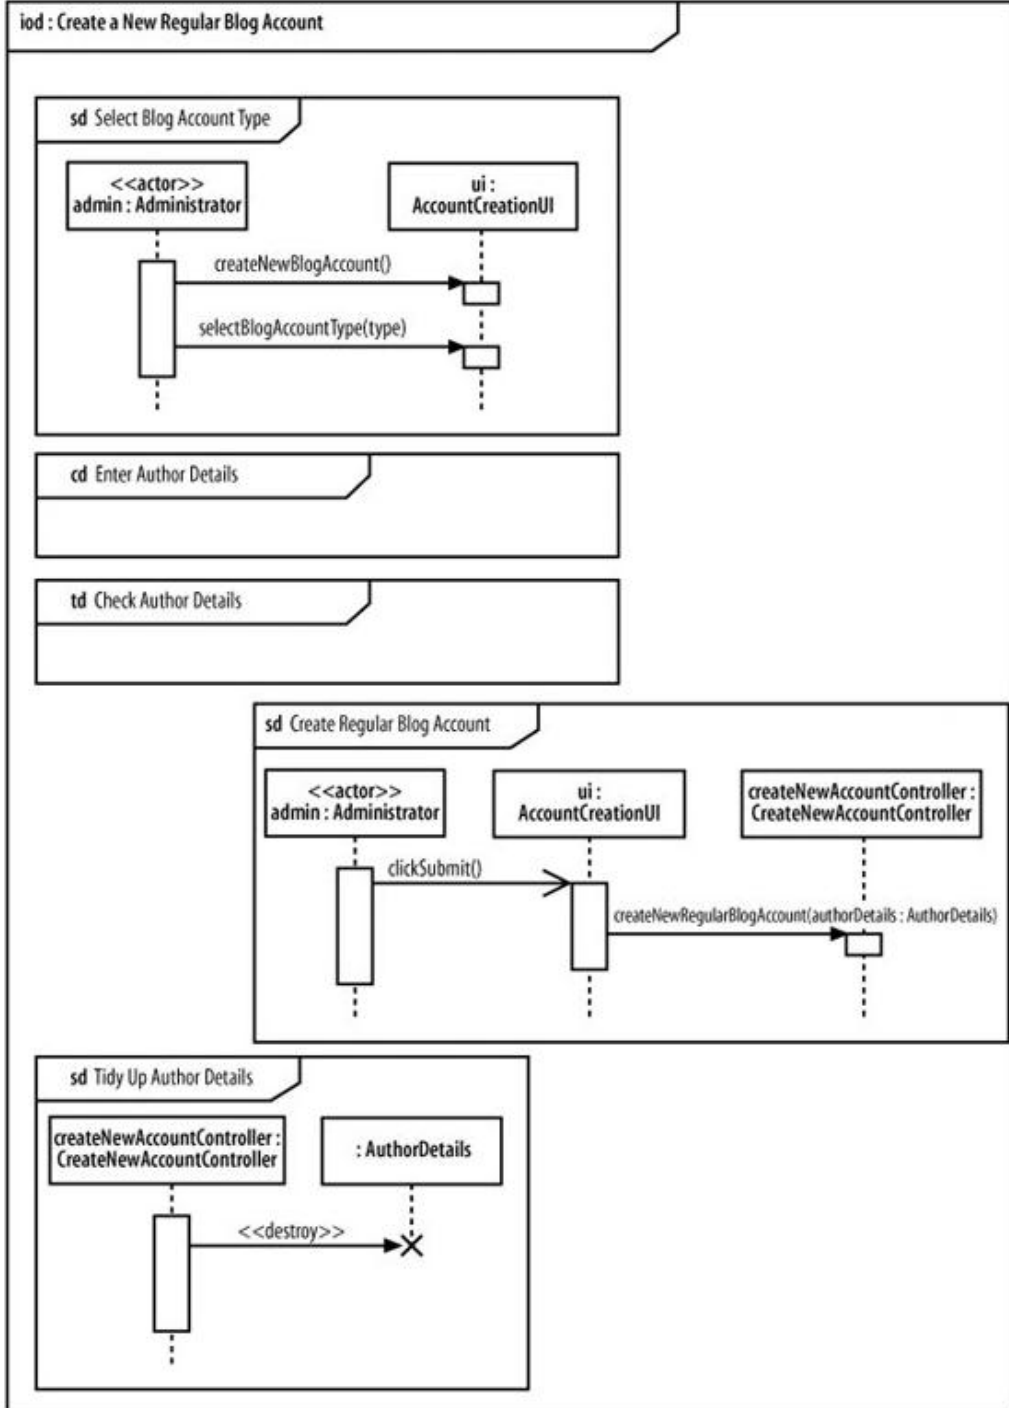 iod : Create a New Regular Blog Account
sd Select Blog Account Type
<<actor>>
admin : Administrator
ui :
AccountCreationUI
createNewBlogAccount()
selectBlogAccountType(type)
cd Enter Author Details
td Check Author Details
sd Create Regular Blog Account
<<actor>>
admin : Administrator
ui :
AccountCreationUI
createNewAccountController :
CreateNewAccountController
clickSubmit()
createNewRegularBlogAccount(authorDetails : AuthorDetails)
sd Tidy Up Author Details
createNewAccountController :
CreateNewAccountController
: AuthorDetails
<<destroy>>